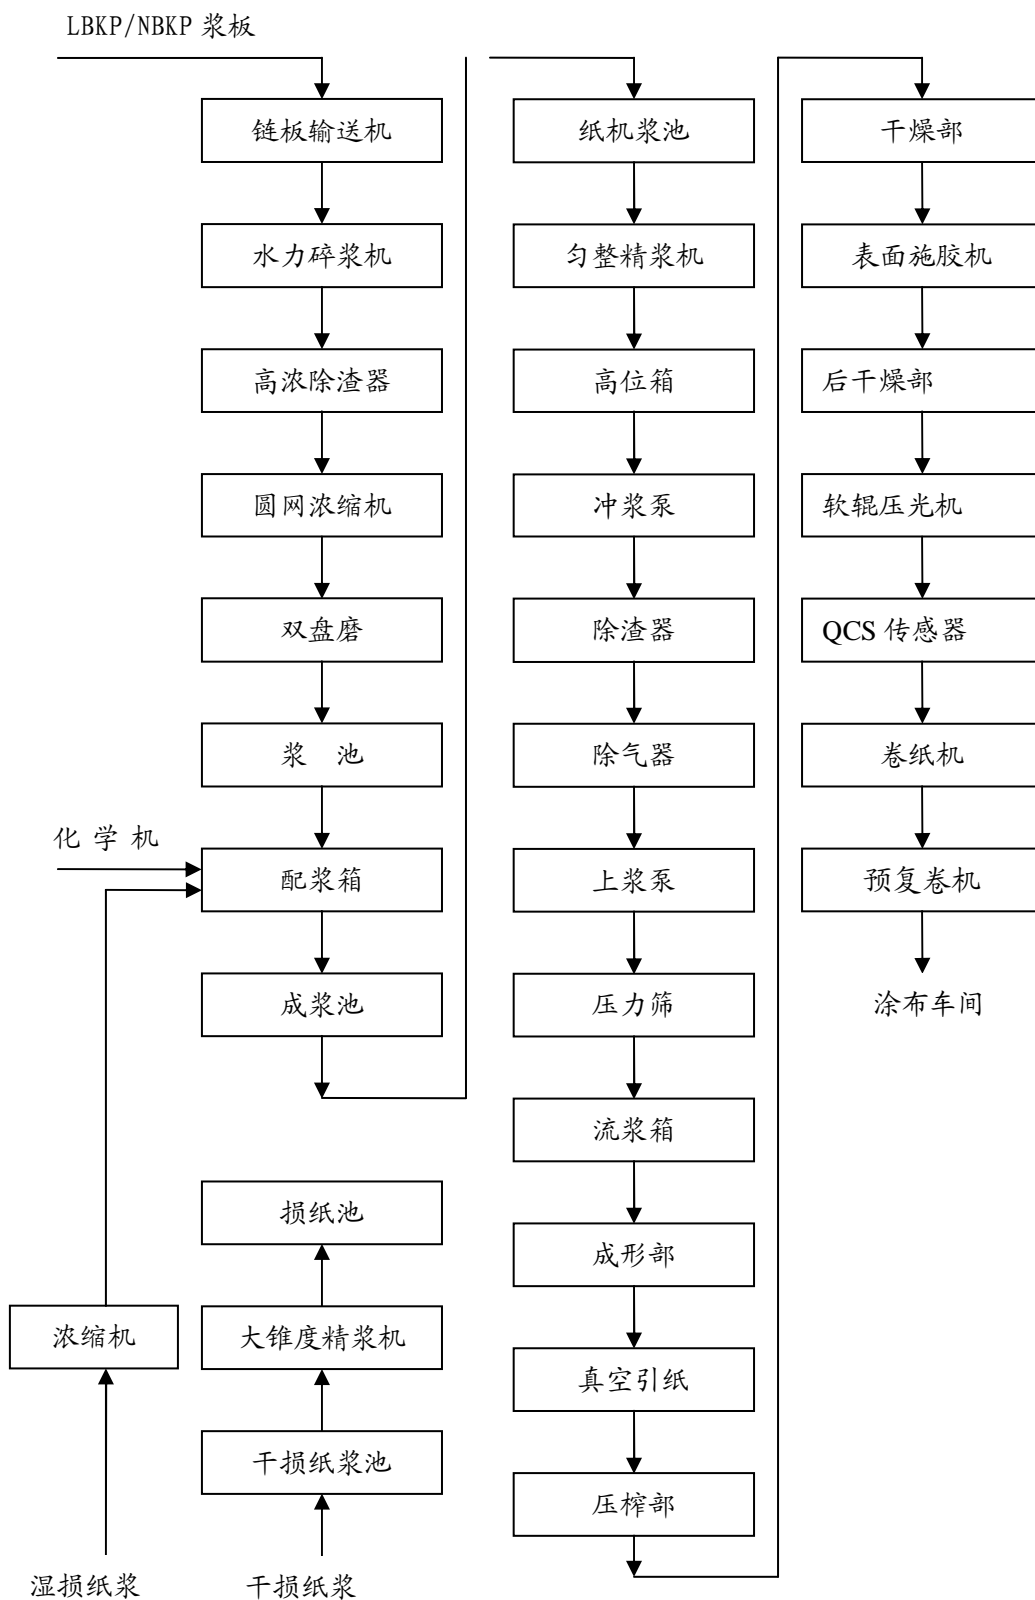 LBKP/NBKP 浆板
链板输送机
水力碎浆机
高浓除渣器
圆网浓缩机
双盘磨
浆 池
化 学 机
配浆箱
成浆池
损纸池
浓缩机
大锥度精浆机
干损纸浆池
湿损纸浆
干损纸浆
纸机浆池
匀整精浆机
高位箱
冲浆泵
除渣器
除气器
上浆泵
压力筛
流浆箱
成形部
真空引纸
压榨部
干燥部
表面施胶机
后干燥部
软辊压光机
QCS 传感器
卷纸机
预复卷机
涂布车间